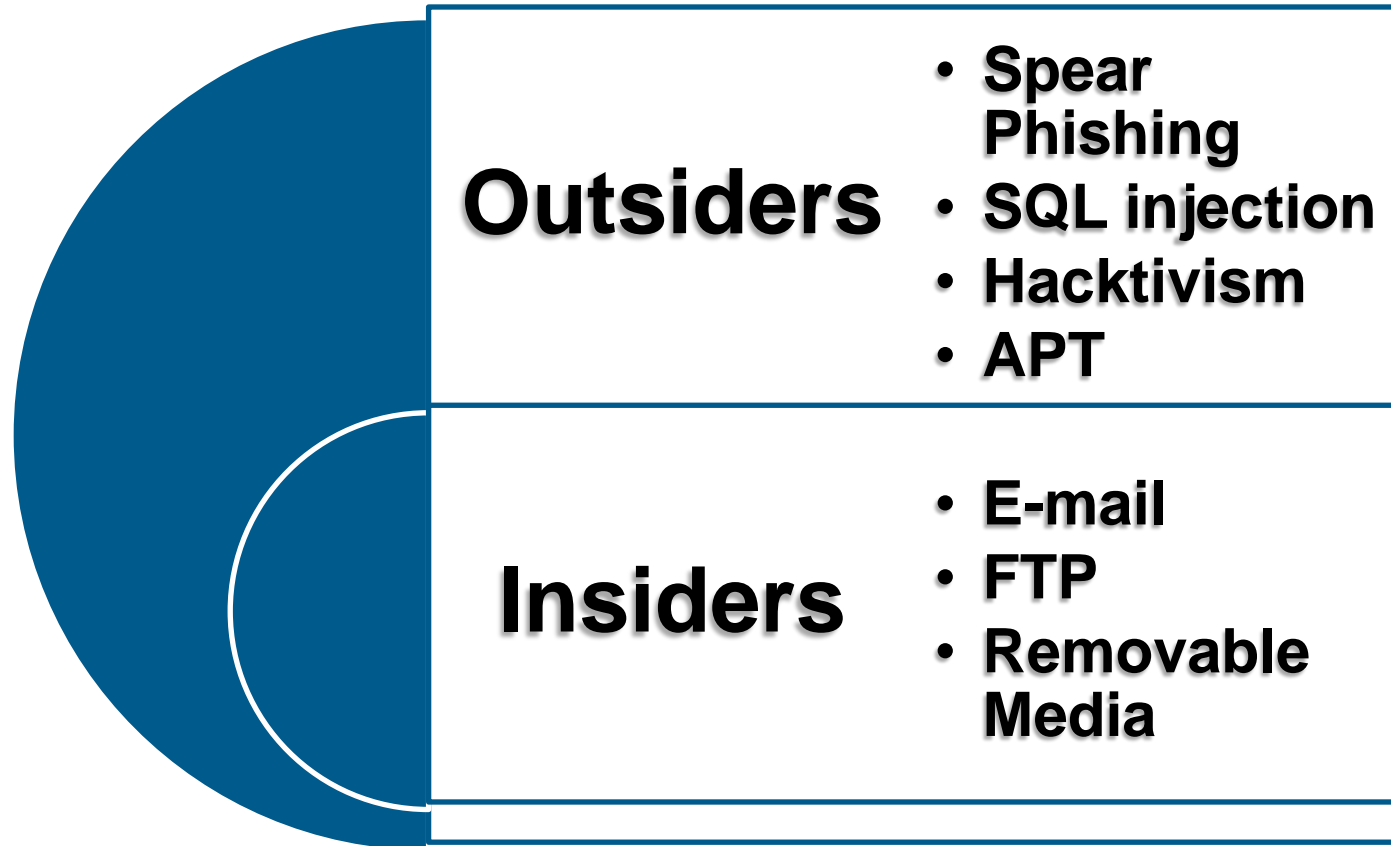 Outsiders
• Spear
Phishing
• SQL injection
• Hacktivism
• APT
Insiders
• E-mail
• FTP
• Removable
Media